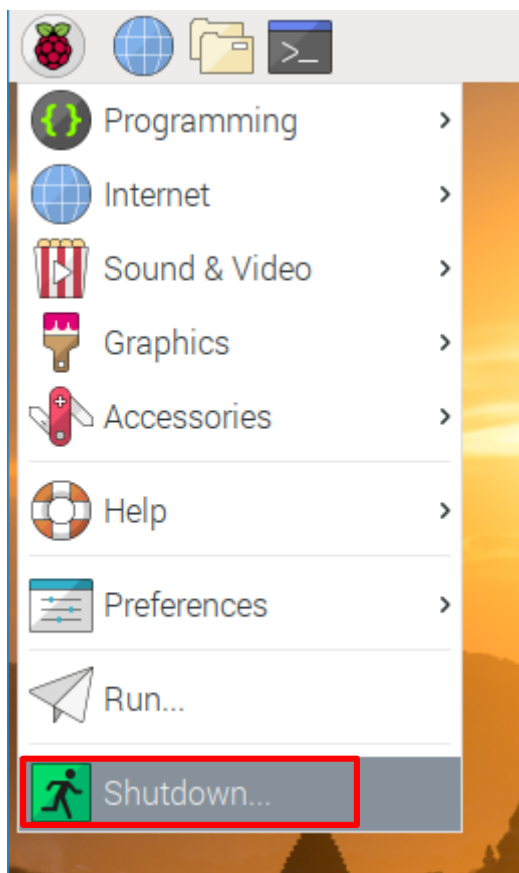 Programming
Internet
Sound & Video
Graphics
Accessories
Help
Preferences
Run...
Shutdown...